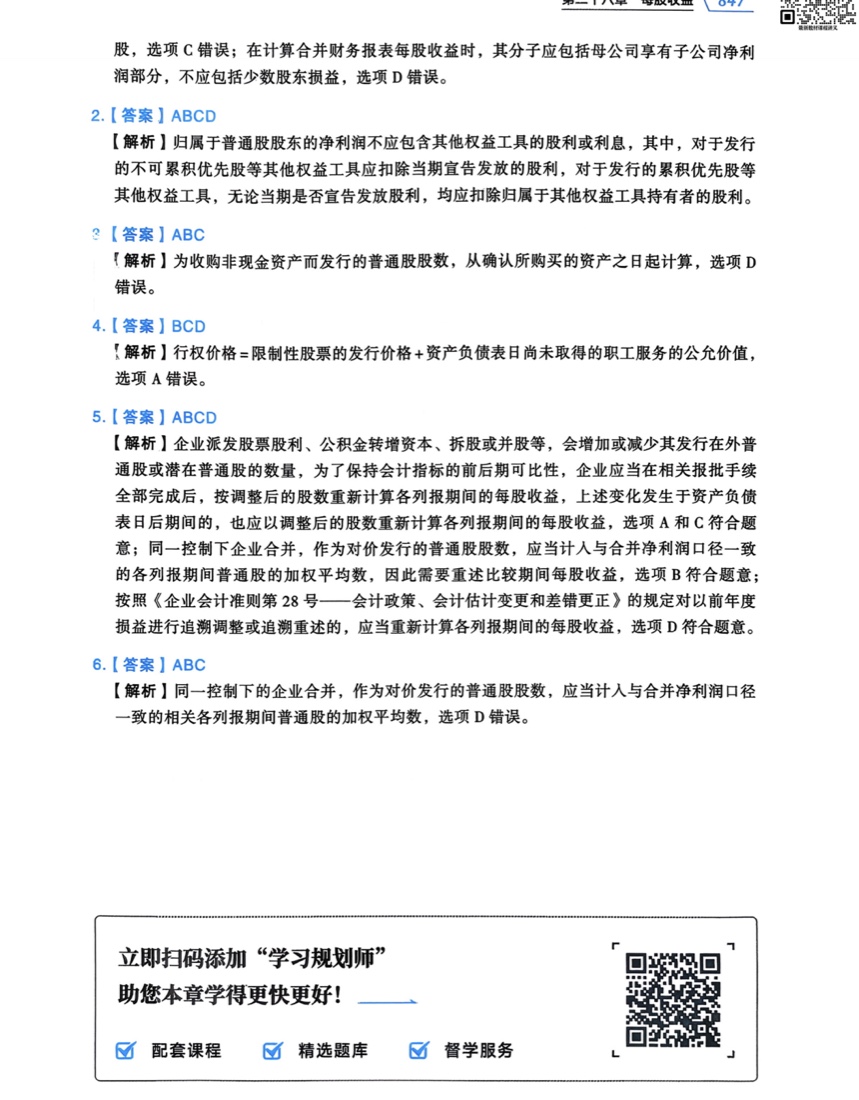 第二十八章 每股收益 847
股，选项 C 错误；在计算合并财务报表每股收益时，其分子应包括母公司享有子公司净利
润部分，不应包括少数股东损益，选项 D 错误。
2.【答案】ABCD
【解析】归属于普通股股东的净利润不应包含其他权益工具的股利或利息，其中，对于发行
的不可累积优先股等其他权益工具应扣除当期宣告发放的股利，对于发行的累积优先股等
其他权益工具，无论当期是否宣告发放股利，均应扣除归属于其他权益工具持有者的股利。
3【答案】ABC
【解析】为收购非现金资产而发行的普通股股数，从确认所购买的资产之日起计算，选项 D
错误。
4.【答案】BCD
【解析】行权价格=限制性股票的发行价格+资产负债表日尚未取得的职工服务的公允价值，
选项 A 错误。
5.【答案】ABCD
【解析】企业派发股票股利、公积金转增资本、拆股或并股等，会增加或减少其发行在外普
通股或潜在普通股的数量，为了保持会计指标的前后期可比性，企业应当在相关报批手续
全部完成后，按调整后的股数重新计算各列报期间的每股收益，上述变化发生于资产负债
表日后期间的，也应以调整后的股数重新计算各列报期间的每股收益，选项 A 和 C 符合题
意；同一控制下企业合并，作为对价发行的普通股股数，应当计入与合并净利润口径一致
的各列报期间普通股的加权平均数，因此需要重述比较期间每股收益，选项 B 符合题意；
按照《企业会计准则第 28 号——会计政策、会计估计变更和差错更正》的规定对以前年度
损益进行追溯调整或追溯重述的，应当重新计算各列报期间的每股收益，选项 D 符合题意。
6.【答案】ABC
【解析】同一控制下的企业合并，作为对价发行的普通股股数，应当计入与合并净利润口径
一致的相关各列报期间普通股的加权平均数，选项 D 错误。
立即扫码添加“学习规划师”
助您本章学得更快更好！
配套课程 精选题库 督学服务